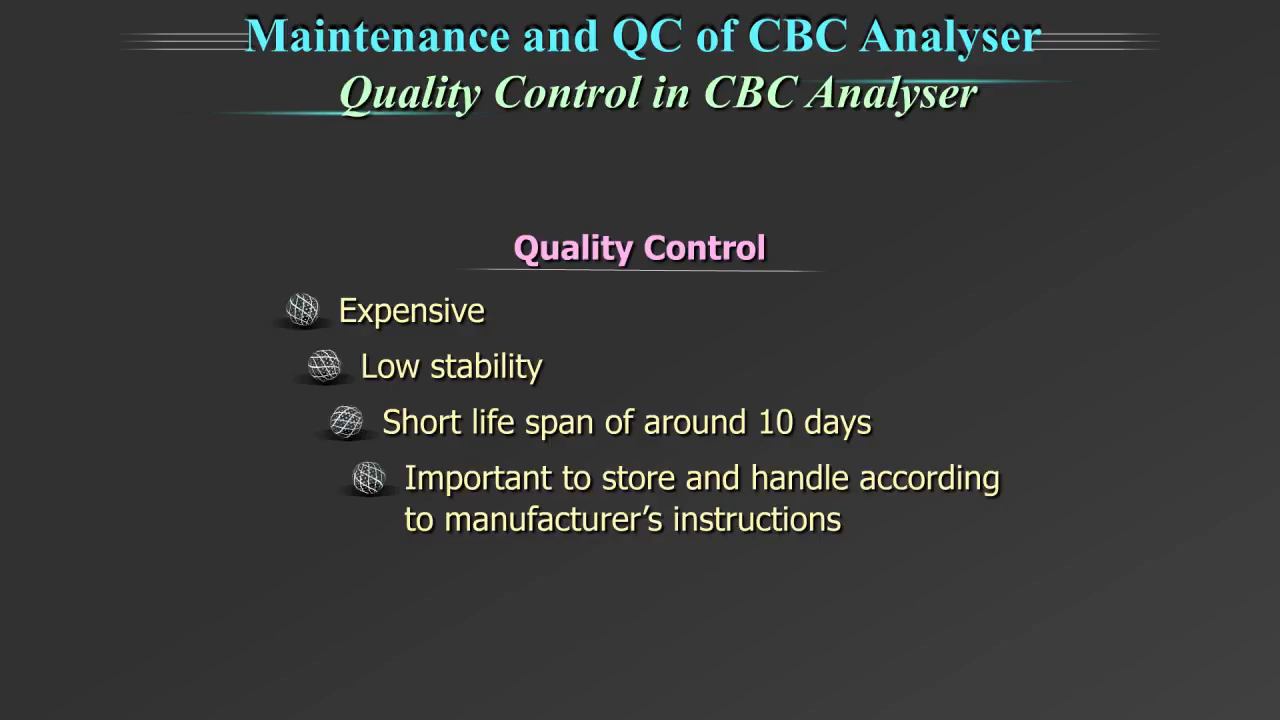 Maintenance and QC of CBC Analyser
Quality Control in CBC Analyser
Quality Control
Expensive
Low stability
Short life span of around 10 days
Important to store and handle according
to manufacturer’s instructions